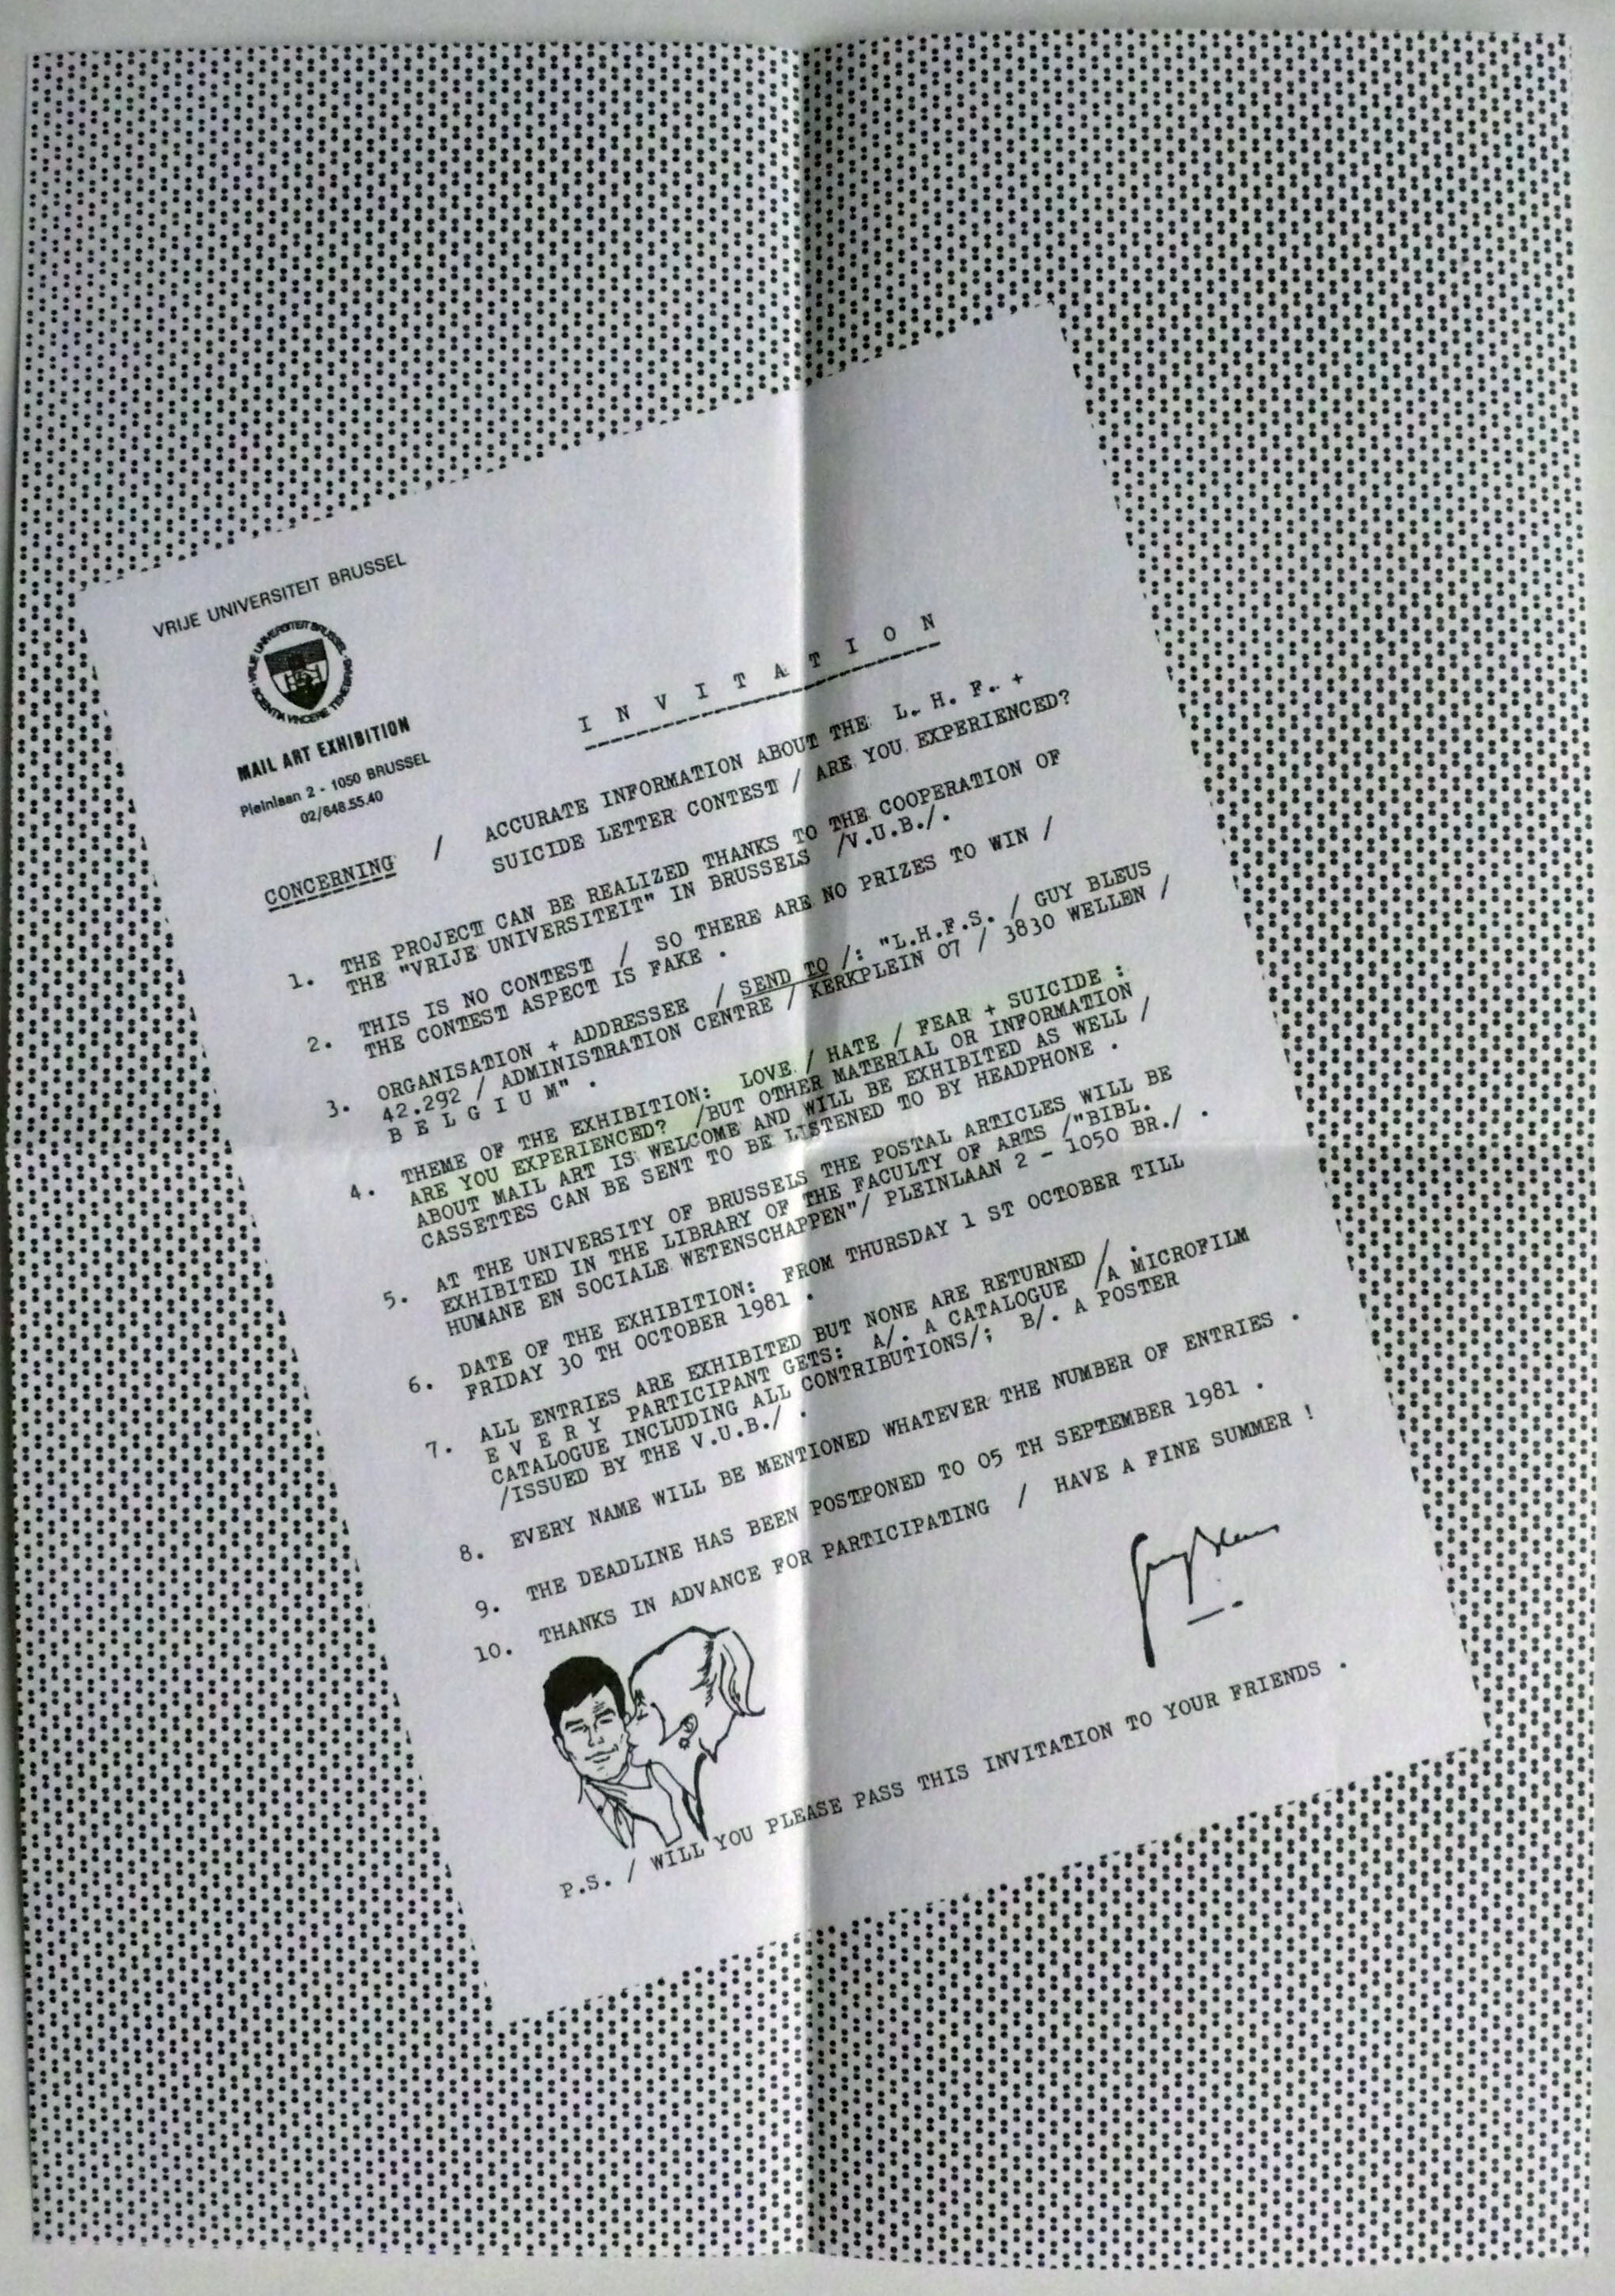 VRIJE UNIVERSITEIT BRUSSEL
VRIJE UNIVERSITEIT BRUSSEL
SCIENTIA VINCERE TENEBRAS
MAIL ART EXHIBITION
Pleinlaan 2 - 1050 BRUSSEL
02/648.55.40
I N V I T A T I O N
CONCERNING / ACCURATE INFORMATION ABOUT THE L. H. F. +
SUICIDE LETTER CONTEST / ARE YOU EXPERIENCED?
1. THE PROJECT CAN BE REALIZED THANKS TO THE COOPERATION OF
THE "VRIJE UNIVERSITEIT" IN BRUSSELS /V.U.B./.
2. THIS IS NO CONTEST / SO THERE ARE NO PRIZES TO WIN /
THE CONTEST ASPECT IS FAKE .
3. ORGANISATION + ADDRESSEE / SEND TO /: "L.H.F.S. / GUY BLEUS
42.292 / ADMINISTRATION CENTRE / KERKPLEIN 07 / 3830 WELLEN /
B E L G I U M" .
4. THEME OF THE EXHIBITION: LOVE / HATE / FEAR + SUICIDE :
ARE YOU EXPERIENCED? /BUT OTHER MATERIAL OR INFORMATION
ABOUT MAIL ART IS WELCOME AND WILL BE EXHIBITED AS WELL /
CASSETTES CAN BE SENT TO BE LISTENED TO BY HEADPHONE .
5. AT THE UNIVERSITY OF BRUSSELS THE POSTAL ARTICLES WILL BE
EXHIBITED IN THE LIBRARY OF THE FACULTY OF ARTS /"BIBL.
HUMANE EN SOCIALE WETENSCHAPPEN"/ PLEINLAAN 2 - 1050 BR./ .
6. DATE OF THE EXHIBITION: FROM THURSDAY 1 ST OCTOBER TILL
FRIDAY 30 TH OCTOBER 1981 .
7. ALL ENTRIES ARE EXHIBITED BUT NONE ARE RETURNED / .
E V E R Y PARTICIPANT GETS: A/. A CATALOGUE /A MICROFILM
CATALOGUE INCLUDING ALL CONTRIBUTIONS/; B/. A POSTER
/ISSUED BY THE V.U.B./ .
8. EVERY NAME WILL BE MENTIONED WHATEVER THE NUMBER OF ENTRIES .
9. THE DEADLINE HAS BEEN POSTPONED TO 05 TH SEPTEMBER 1981 .
10. THANKS IN ADVANCE FOR PARTICIPATING / HAVE A FINE SUMMER !
P.S. / WILL YOU PLEASE PASS THIS INVITATION TO YOUR FRIENDS .